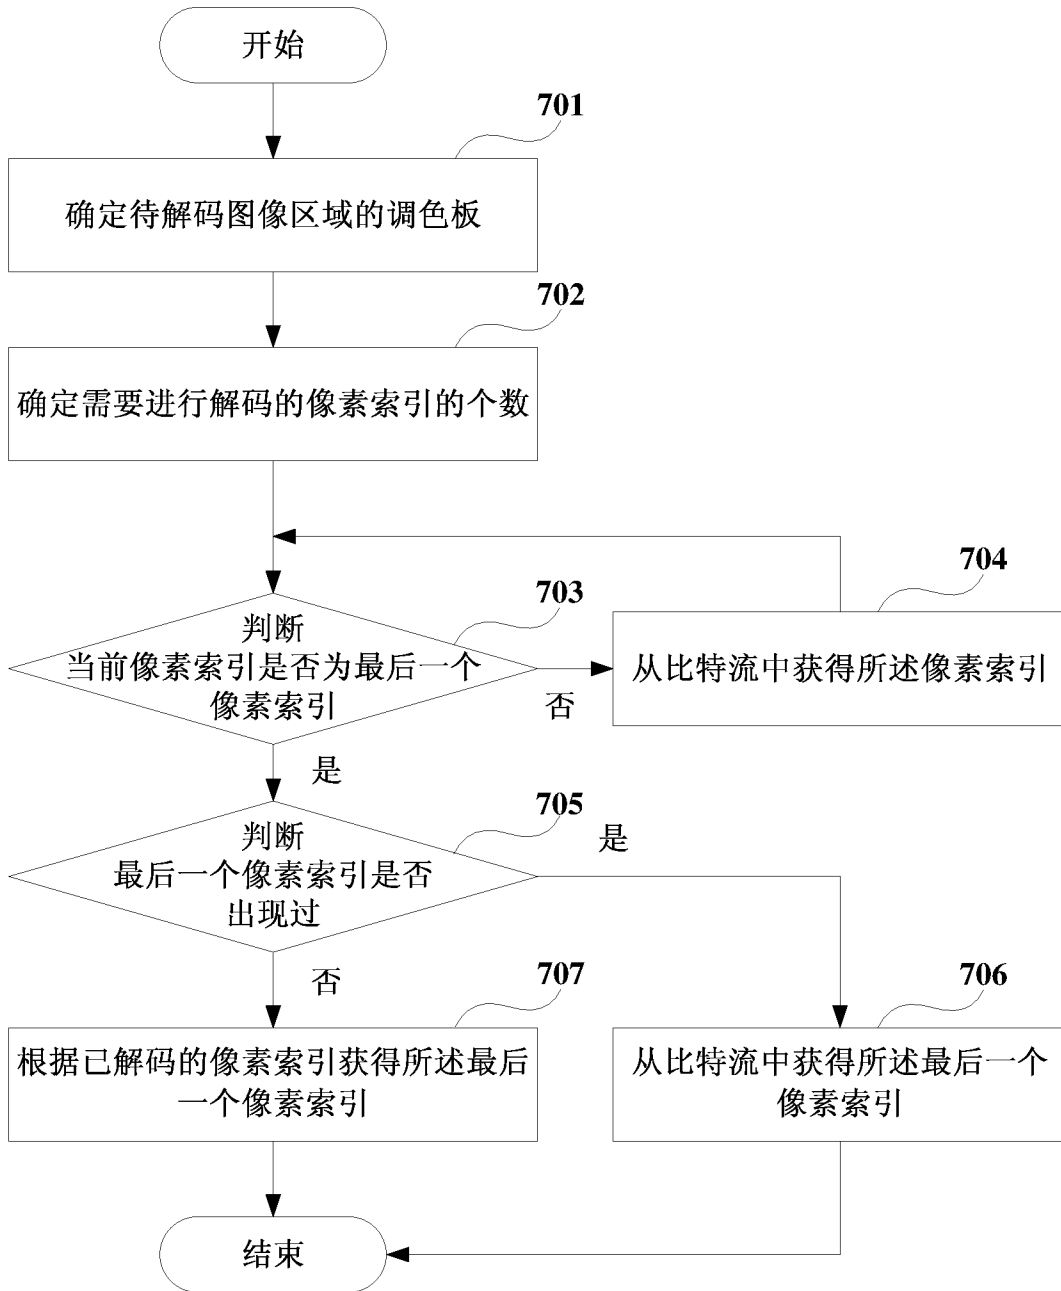 开始
701
确定待解码图像区域的调色板
702
确定需要进行解码的像素索引的个数
703
判断
当前像素索引是否为最后一个
像素索引
否
704
从比特流中获得所述像素索引
是
705
判断
最后一个像素索引是否
出现过
是
否
707
根据已解码的像素索引获得所述最后
一个像素索引
706
从比特流中获得所述最后一个
像素索引
结束